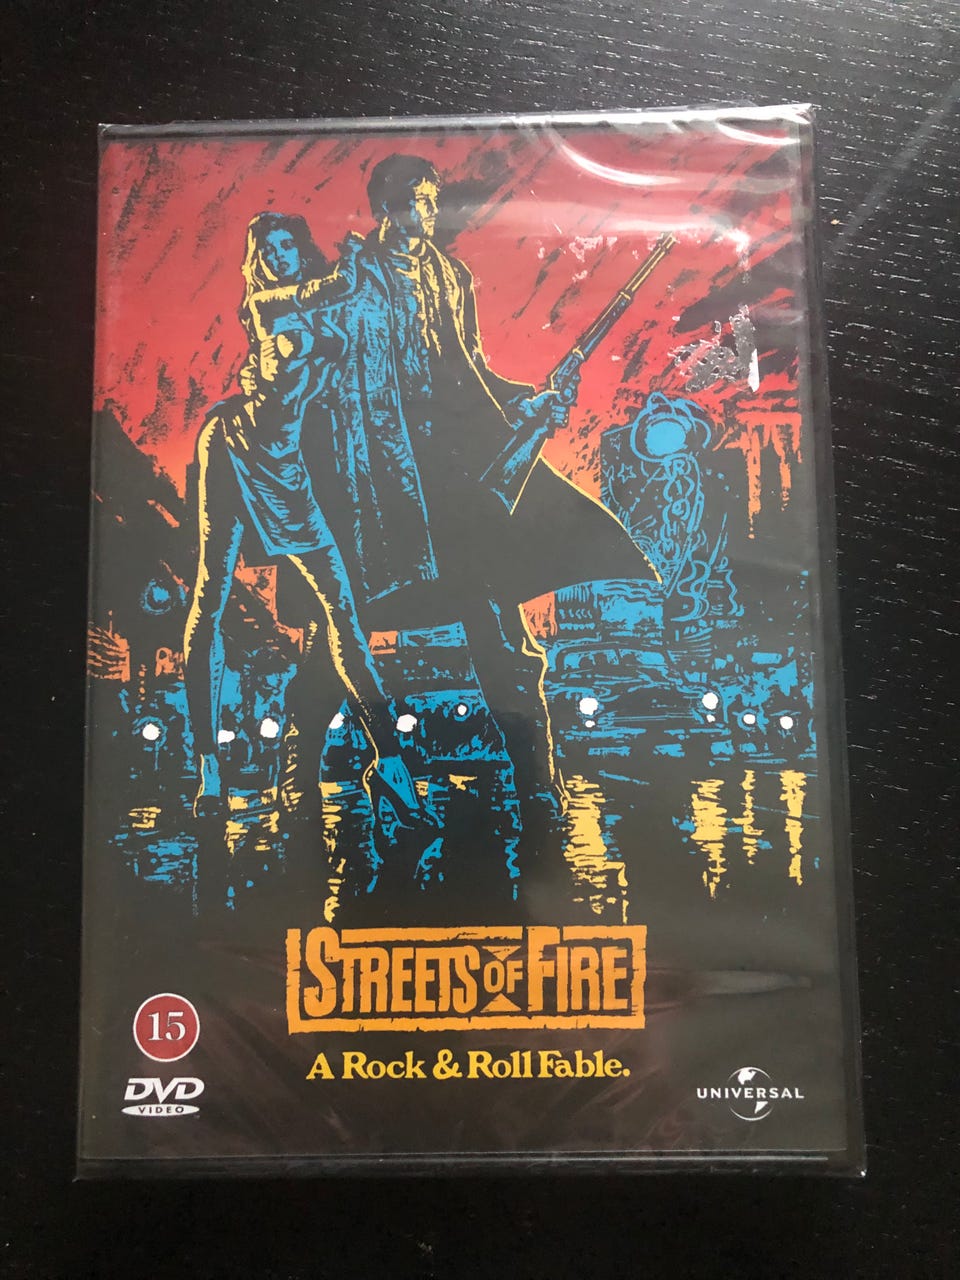 STREETS OF FIRE
A Rock & Roll Fable.
15
DVD
VIDEO
UNIVERSAL